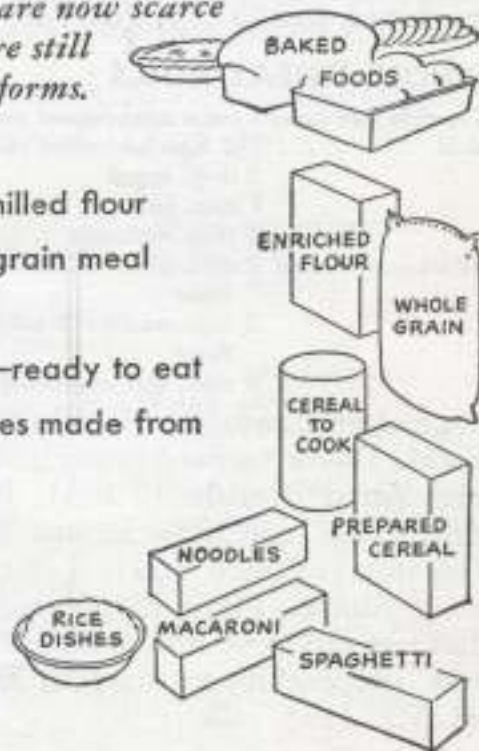 are now scarce
re still
forms.
BAKED
FOODS
nilled flour
grain meal
ENRICHED
FLOUR
WHOLE
GRAIN
—ready to eat
es made from
CEREAL
TO
COOK
PREPARED
CEREAL
NOODLES
RICE
DISHES
MACARONI
SPAGHETTI